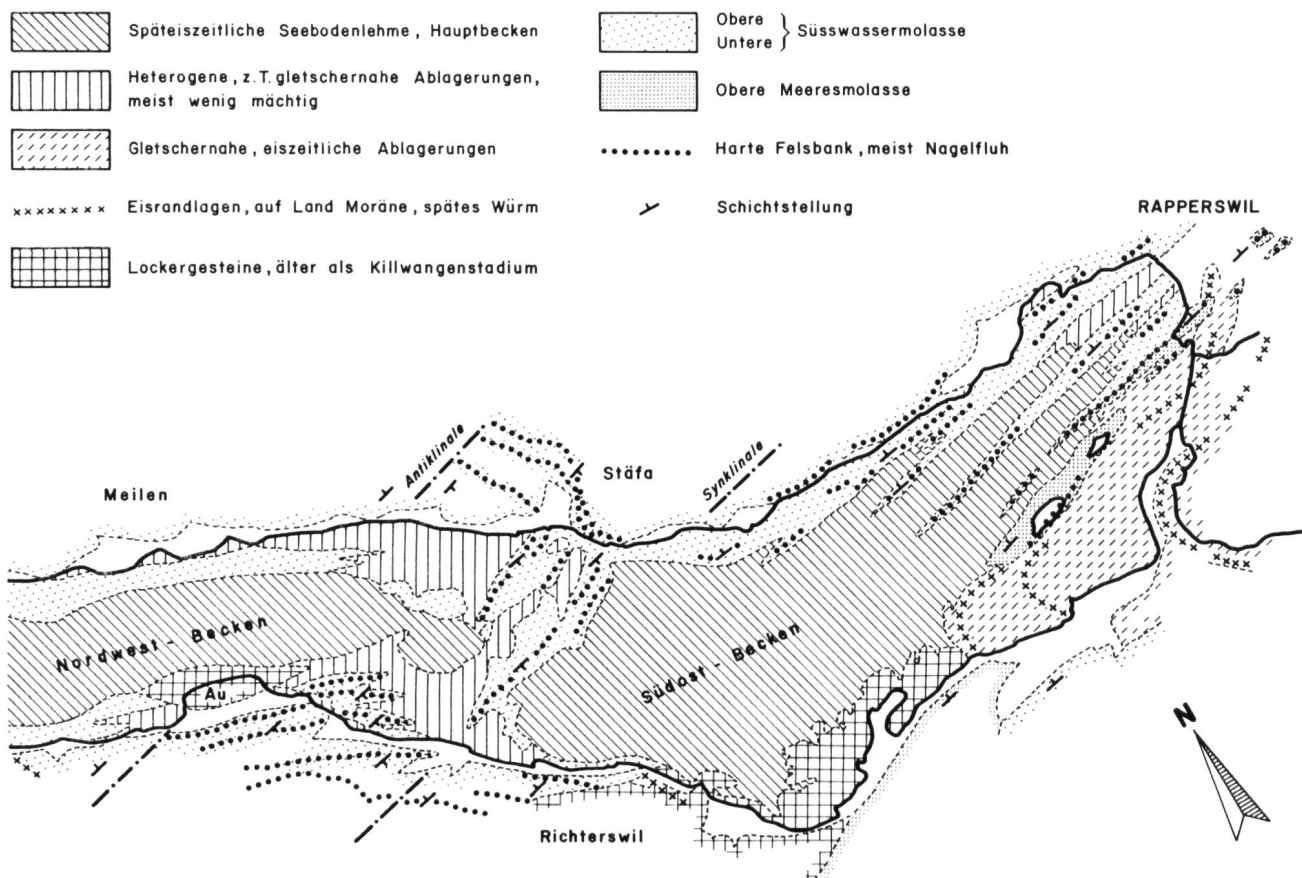 Späteiszeitliche Seebodenlehme, Hauptbecken
Heterogene, z.T. gletschernahe Ablagerungen,
meist wenig mächtig
Gletschernahe, eiszeitliche Ablagerungen
Eisrandlagen, auf Land Moräne, spätes Würm
Lockergesteine, älter als Killwangenstadium
Obere
Untere } Süsswassermolasse
Obere Meeresmolasse
Harte Felsbank, meist Nagelfluh
Schichtstellung
RAPPERSWIL
Antiklinale
Stäfa
Synklinale
Meilen
Nordwest-Becken
Südost-Becken
Au
Richterswil
N